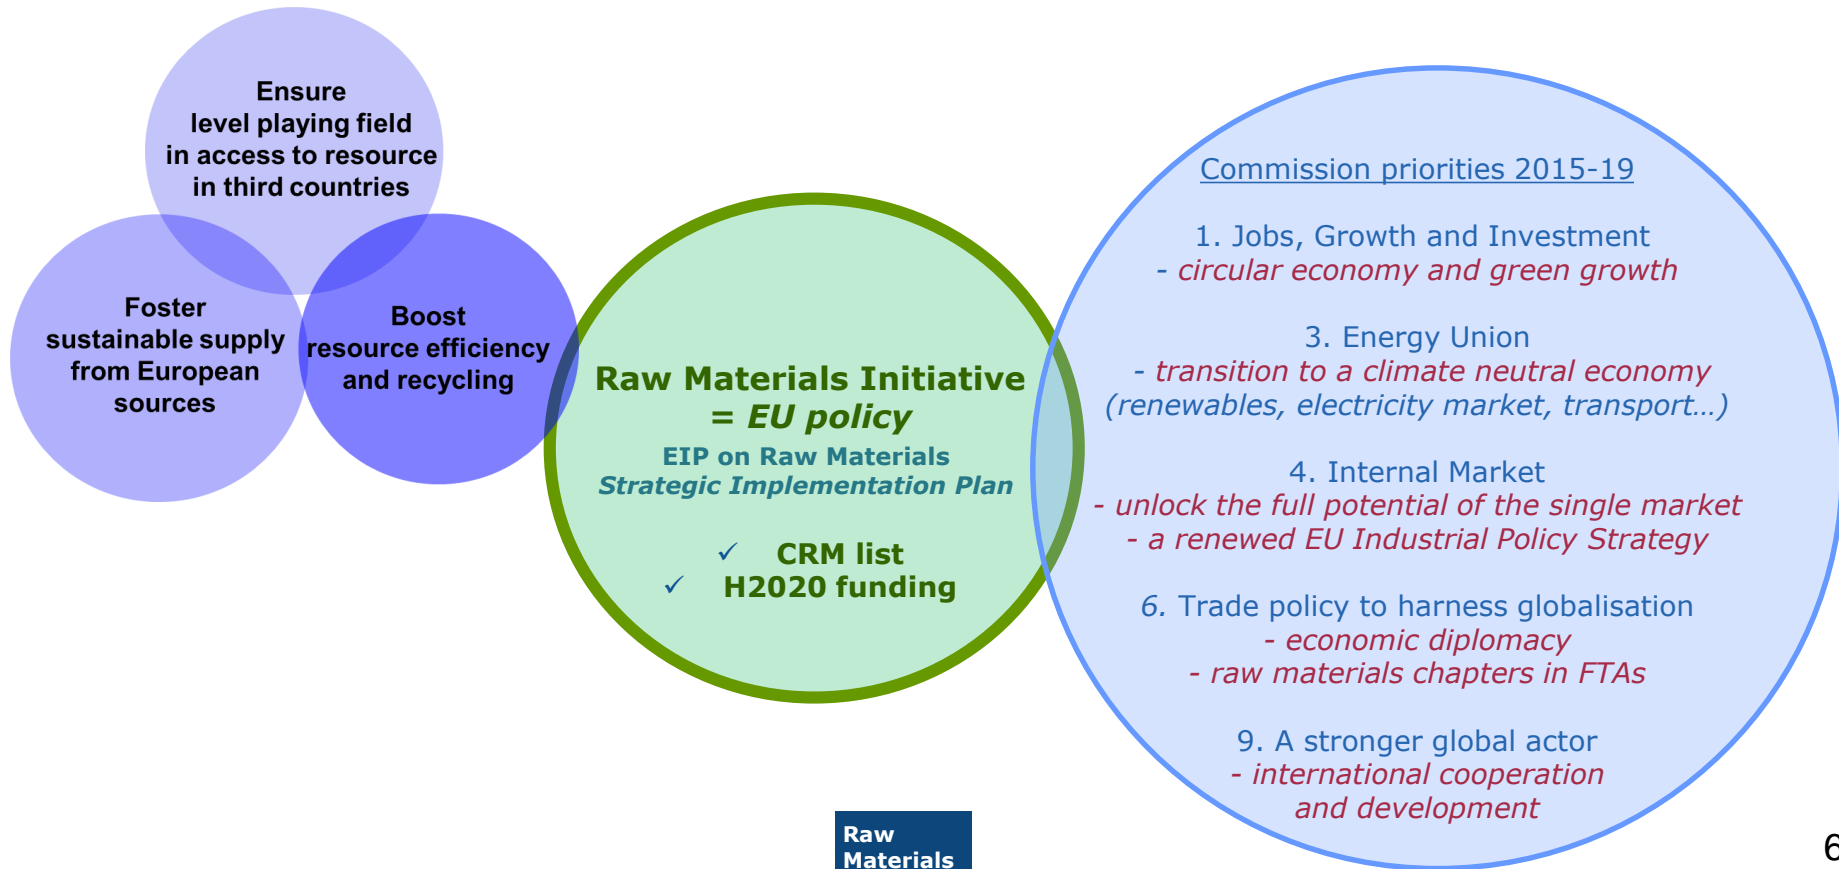 Ensure
level playing field
in access to resource
in third countries
Foster
sustainable supply
from European
sources
Boost
resource efficiency
and recycling
Raw Materials Initiative
= EU policy
EIP on Raw Materials
Strategic Implementation Plan
✓ CRM list
✓ H2020 funding
Commission priorities 2015-19
1. Jobs, Growth and Investment
- circular economy and green growth
3. Energy Union
- transition to a climate neutral economy
(renewables, electricity market, transport…)
4. Internal Market
- unlock the full potential of the single market
- a renewed EU Industrial Policy Strategy
6. Trade policy to harness globalisation
- economic diplomacy
- raw materials chapters in FTAs
9. A stronger global actor
- international cooperation
and development
Raw
Materials
6